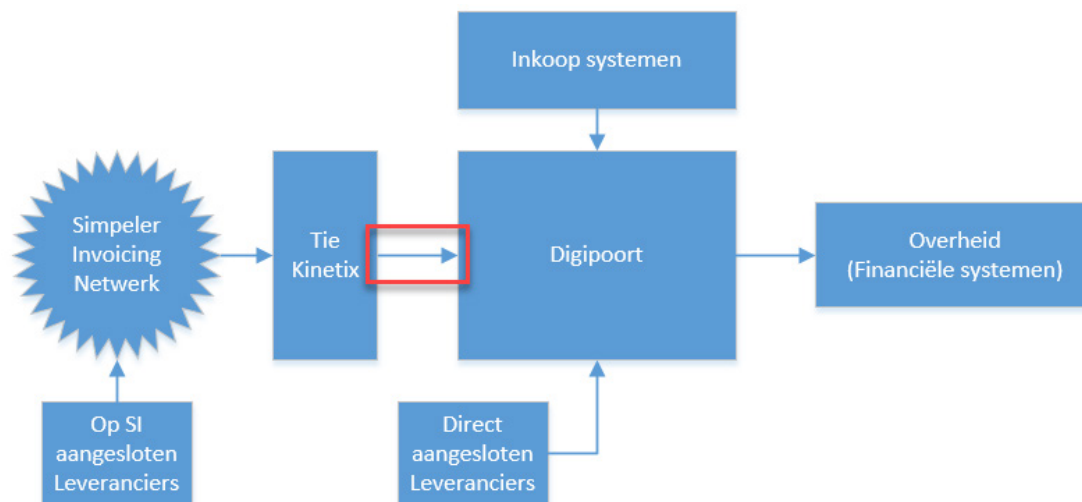 Inkoop systemen
Simpeler
Invoicing
Netwerk
Tie
Kinetix
Digipoort
Overheid
(Financiële systemen)
Op SI
aangesloten
Leveranciers
Direct
aangesloten
Leveranciers